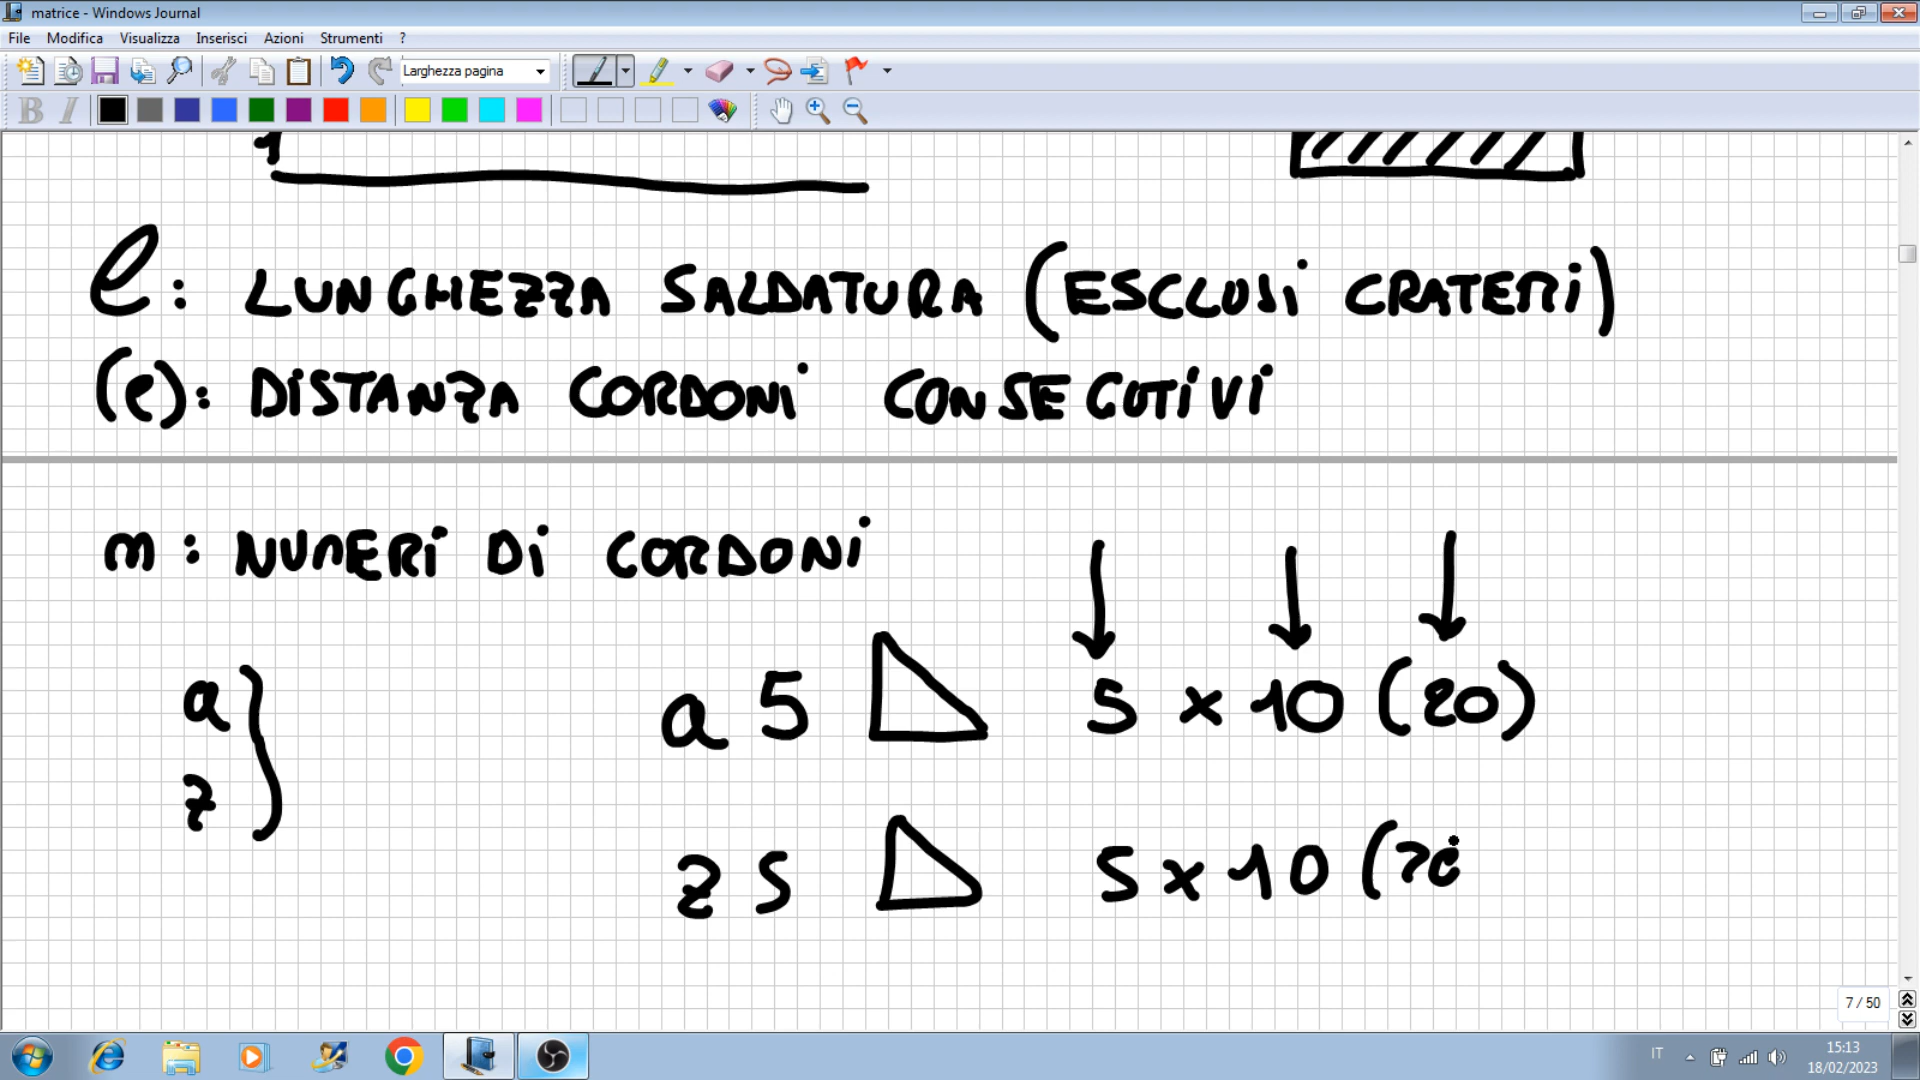 matrice - Windows Journal
File Modifica Visualizza Inserisci Azioni Strumenti ?
Larghezza pagina
B I
l: LUNGHEZZA SALDATURA (ESCLUSI CRATERI)
(e): DISTANZA CORDONI CONSECUTIVI
m: NUMERI DI CORDONI
a a 5 5 x 10 (20)
z z 5 5 x 10 (20
7 / 50
IT 15:13
18/02/2023